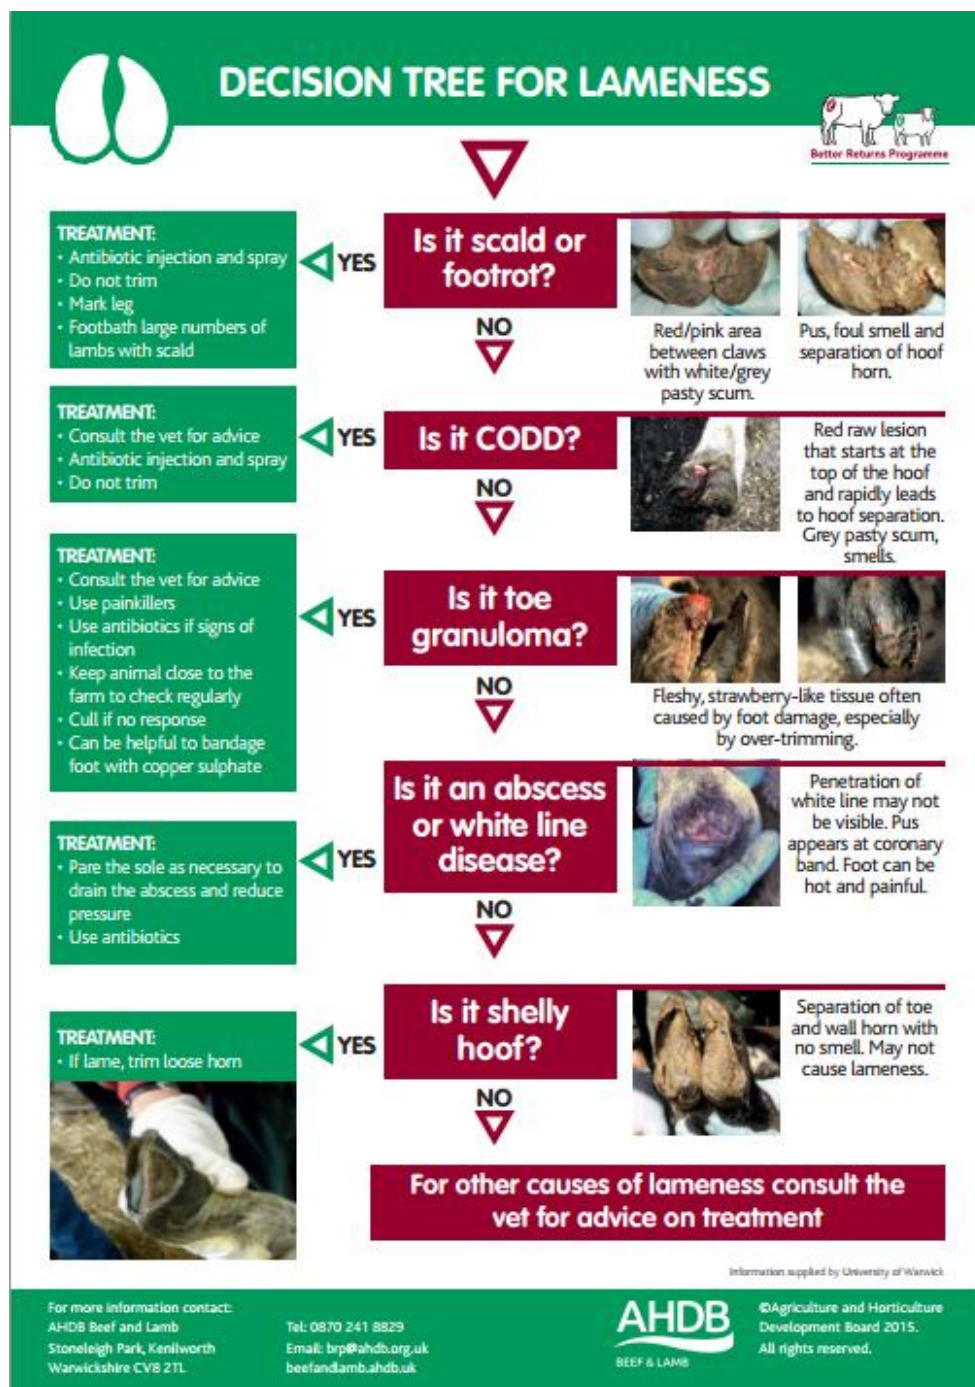 DECISION TREE FOR LAMENESS
Better Returns Programme
Is it scald or
footrot?
YES
TREATMENT:
• Antibiotic injection and spray
• Do not trim
• Mark leg
• Footbath large numbers of
lambs with scald
Red/pink area
between claws
with white/grey
pasty scum.
Pus, foul smell and
separation of hoof
horn.
NO
Is it CODD?
YES
TREATMENT:
• Consult the vet for advice
• Antibiotic injection and spray
• Do not trim
Red raw lesion
that starts at the
top of the hoof
and rapidly leads
to hoof separation.
Grey pasty scum,
smells.
NO
Is it toe
granuloma?
YES
TREATMENT:
• Consult the vet for advice
• Use painkillers
• Use antibiotics if signs of
infection
• Keep animal close to the
farm to check regularly
• Cull if no response
• Can be helpful to bandage
foot with copper sulphate
Fleshy, strawberry-like tissue often
caused by foot damage, especially
by over-trimming.
NO
Is it an abscess
or white line
disease?
YES
TREATMENT:
• Pare the sole as necessary to
drain the abscess and reduce
pressure
• Use antibiotics
Penetration of
white line may not
be visible. Pus
appears at coronary
band. Foot can be
hot and painful.
NO
Is it shelly
hoof?
YES
TREATMENT:
• If lame, trim loose horn
Separation of toe
and wall horn with
no smell. May not
cause lameness.
NO
For other causes of lameness consult the
vet for advice on treatment
Information supplied by University of Warwick
For more information contact:
AHDB Beef and Lamb
Stoneleigh Park, Kenilworth
Warwickshire CV8 2TL
Tel: 0870 241 8829
Email: brp@ahdb.org.uk
beefandlamb.ahdb.uk
AHDB
BEEF & LAMB
©Agriculture and Horticulture
Development Board 2015.
All rights reserved.